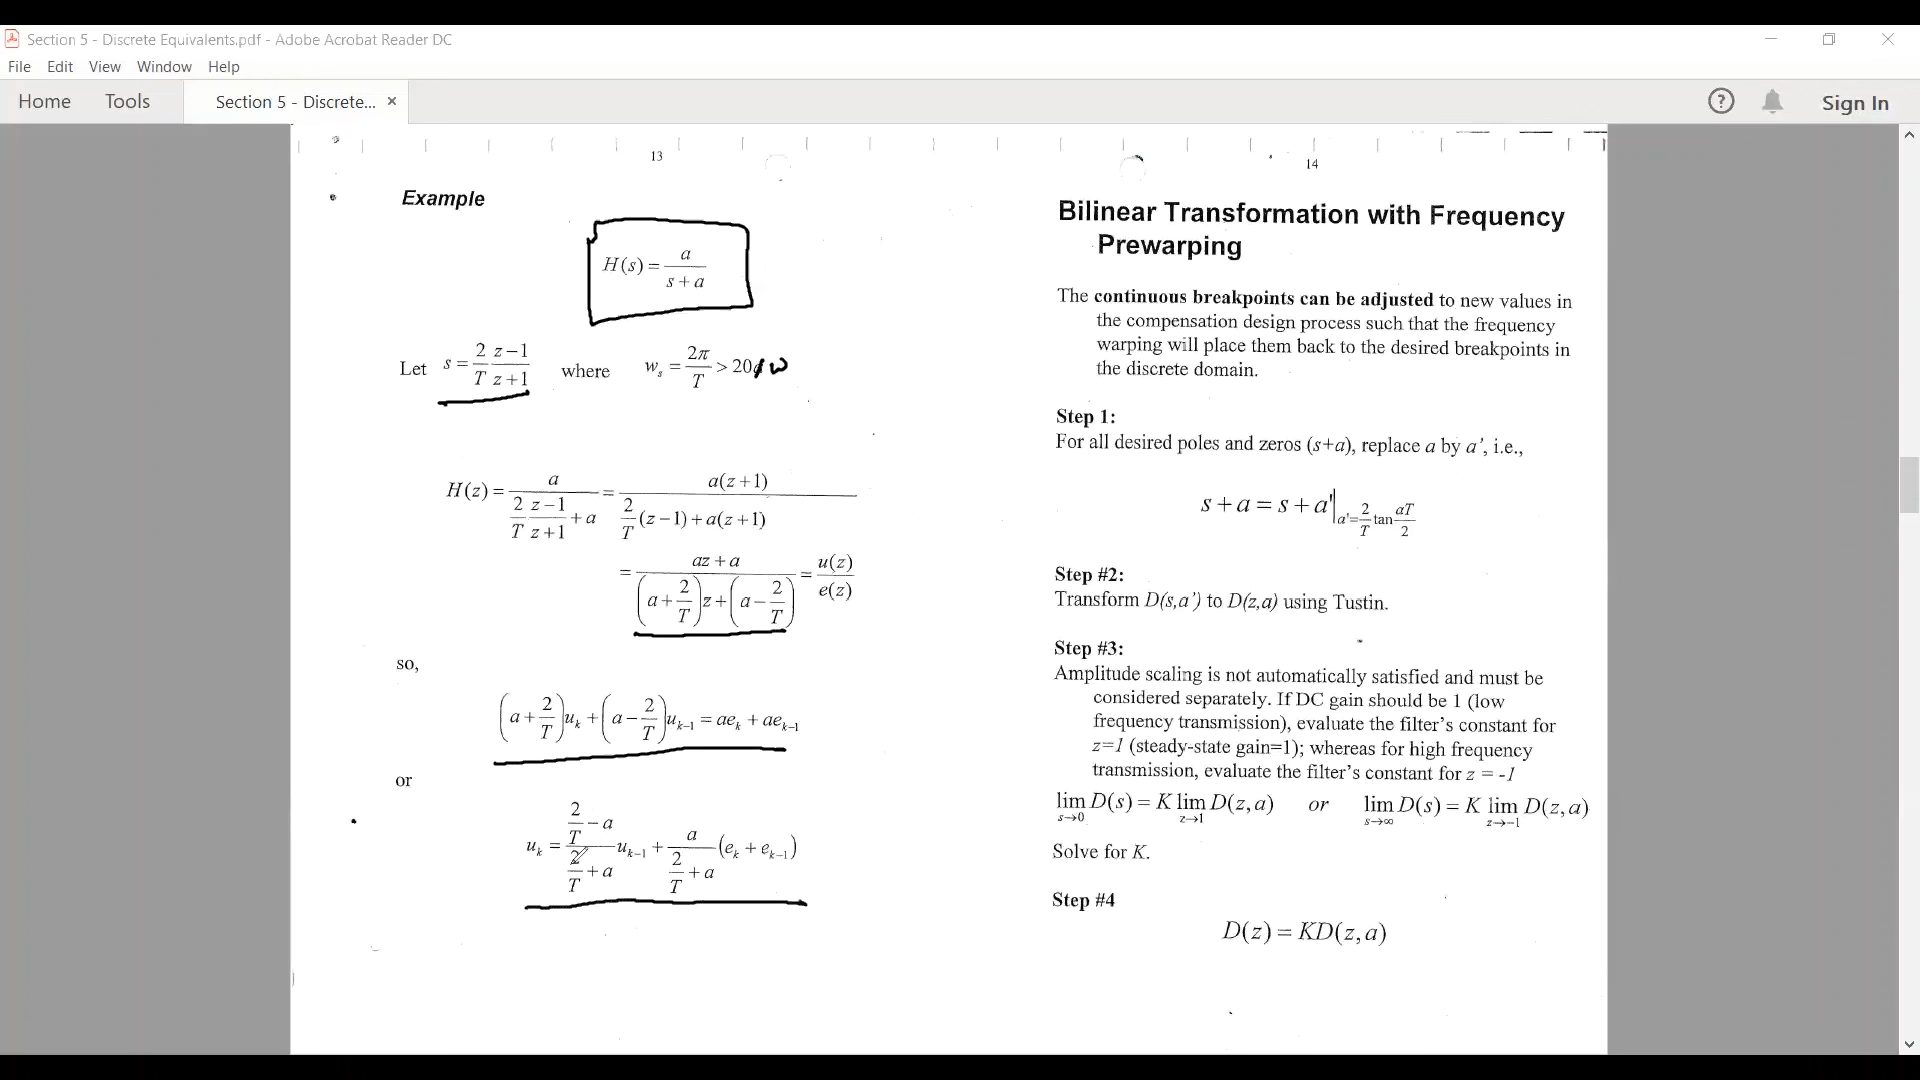 Section 5 - Discrete Equivalents.pdf - Adobe Acrobat Reader DC
File Edit View Window Help
Home Tools Section 5 - Discrete... × ? Sign In
13
Example
H(s) = a / (s + a)
Let s = (2/T) (z−1)/(z+1) where w_s = 2π/T > 20 w
H(z) = a / ((2/T) (z−1)/(z+1) + a) = a(z+1) / ((2/T)(z−1) + a(z+1))
= (az + a) / ((a + 2/T)z + (a − 2/T)) = u(z)/e(z)
so,
(a + 2/T)u_k + (a − 2/T)u_{k−1} = ae_k + ae_{k−1}
or
u_k = ((2/T − a)/(2/T + a)) u_{k−1} + (a/(2/T + a)) (e_k + e_{k−1})
14
Bilinear Transformation with Frequency
Prewarping
The continuous breakpoints can be adjusted to new values in
the compensation design process such that the frequency
warping will place them back to the desired breakpoints in
the discrete domain.
Step 1:
For all desired poles and zeros (s+a), replace a by a', i.e.,
s + a = s + a'|_{a' = (2/T) tan (aT/2)}
Step #2:
Transform D(s,a') to D(z,a) using Tustin.
Step #3:
Amplitude scaling is not automatically satisfied and must be
considered separately. If DC gain should be 1 (low
frequency transmission), evaluate the filter's constant for
z=1 (steady-state gain=1); whereas for high frequency
transmission, evaluate the filter's constant for z = -1
lim_{s→0} D(s) = K lim_{z→1} D(z,a) or lim_{s→∞} D(s) = K lim_{z→−1} D(z,a)
Solve for K.
Step #4
D(z) = KD(z,a)